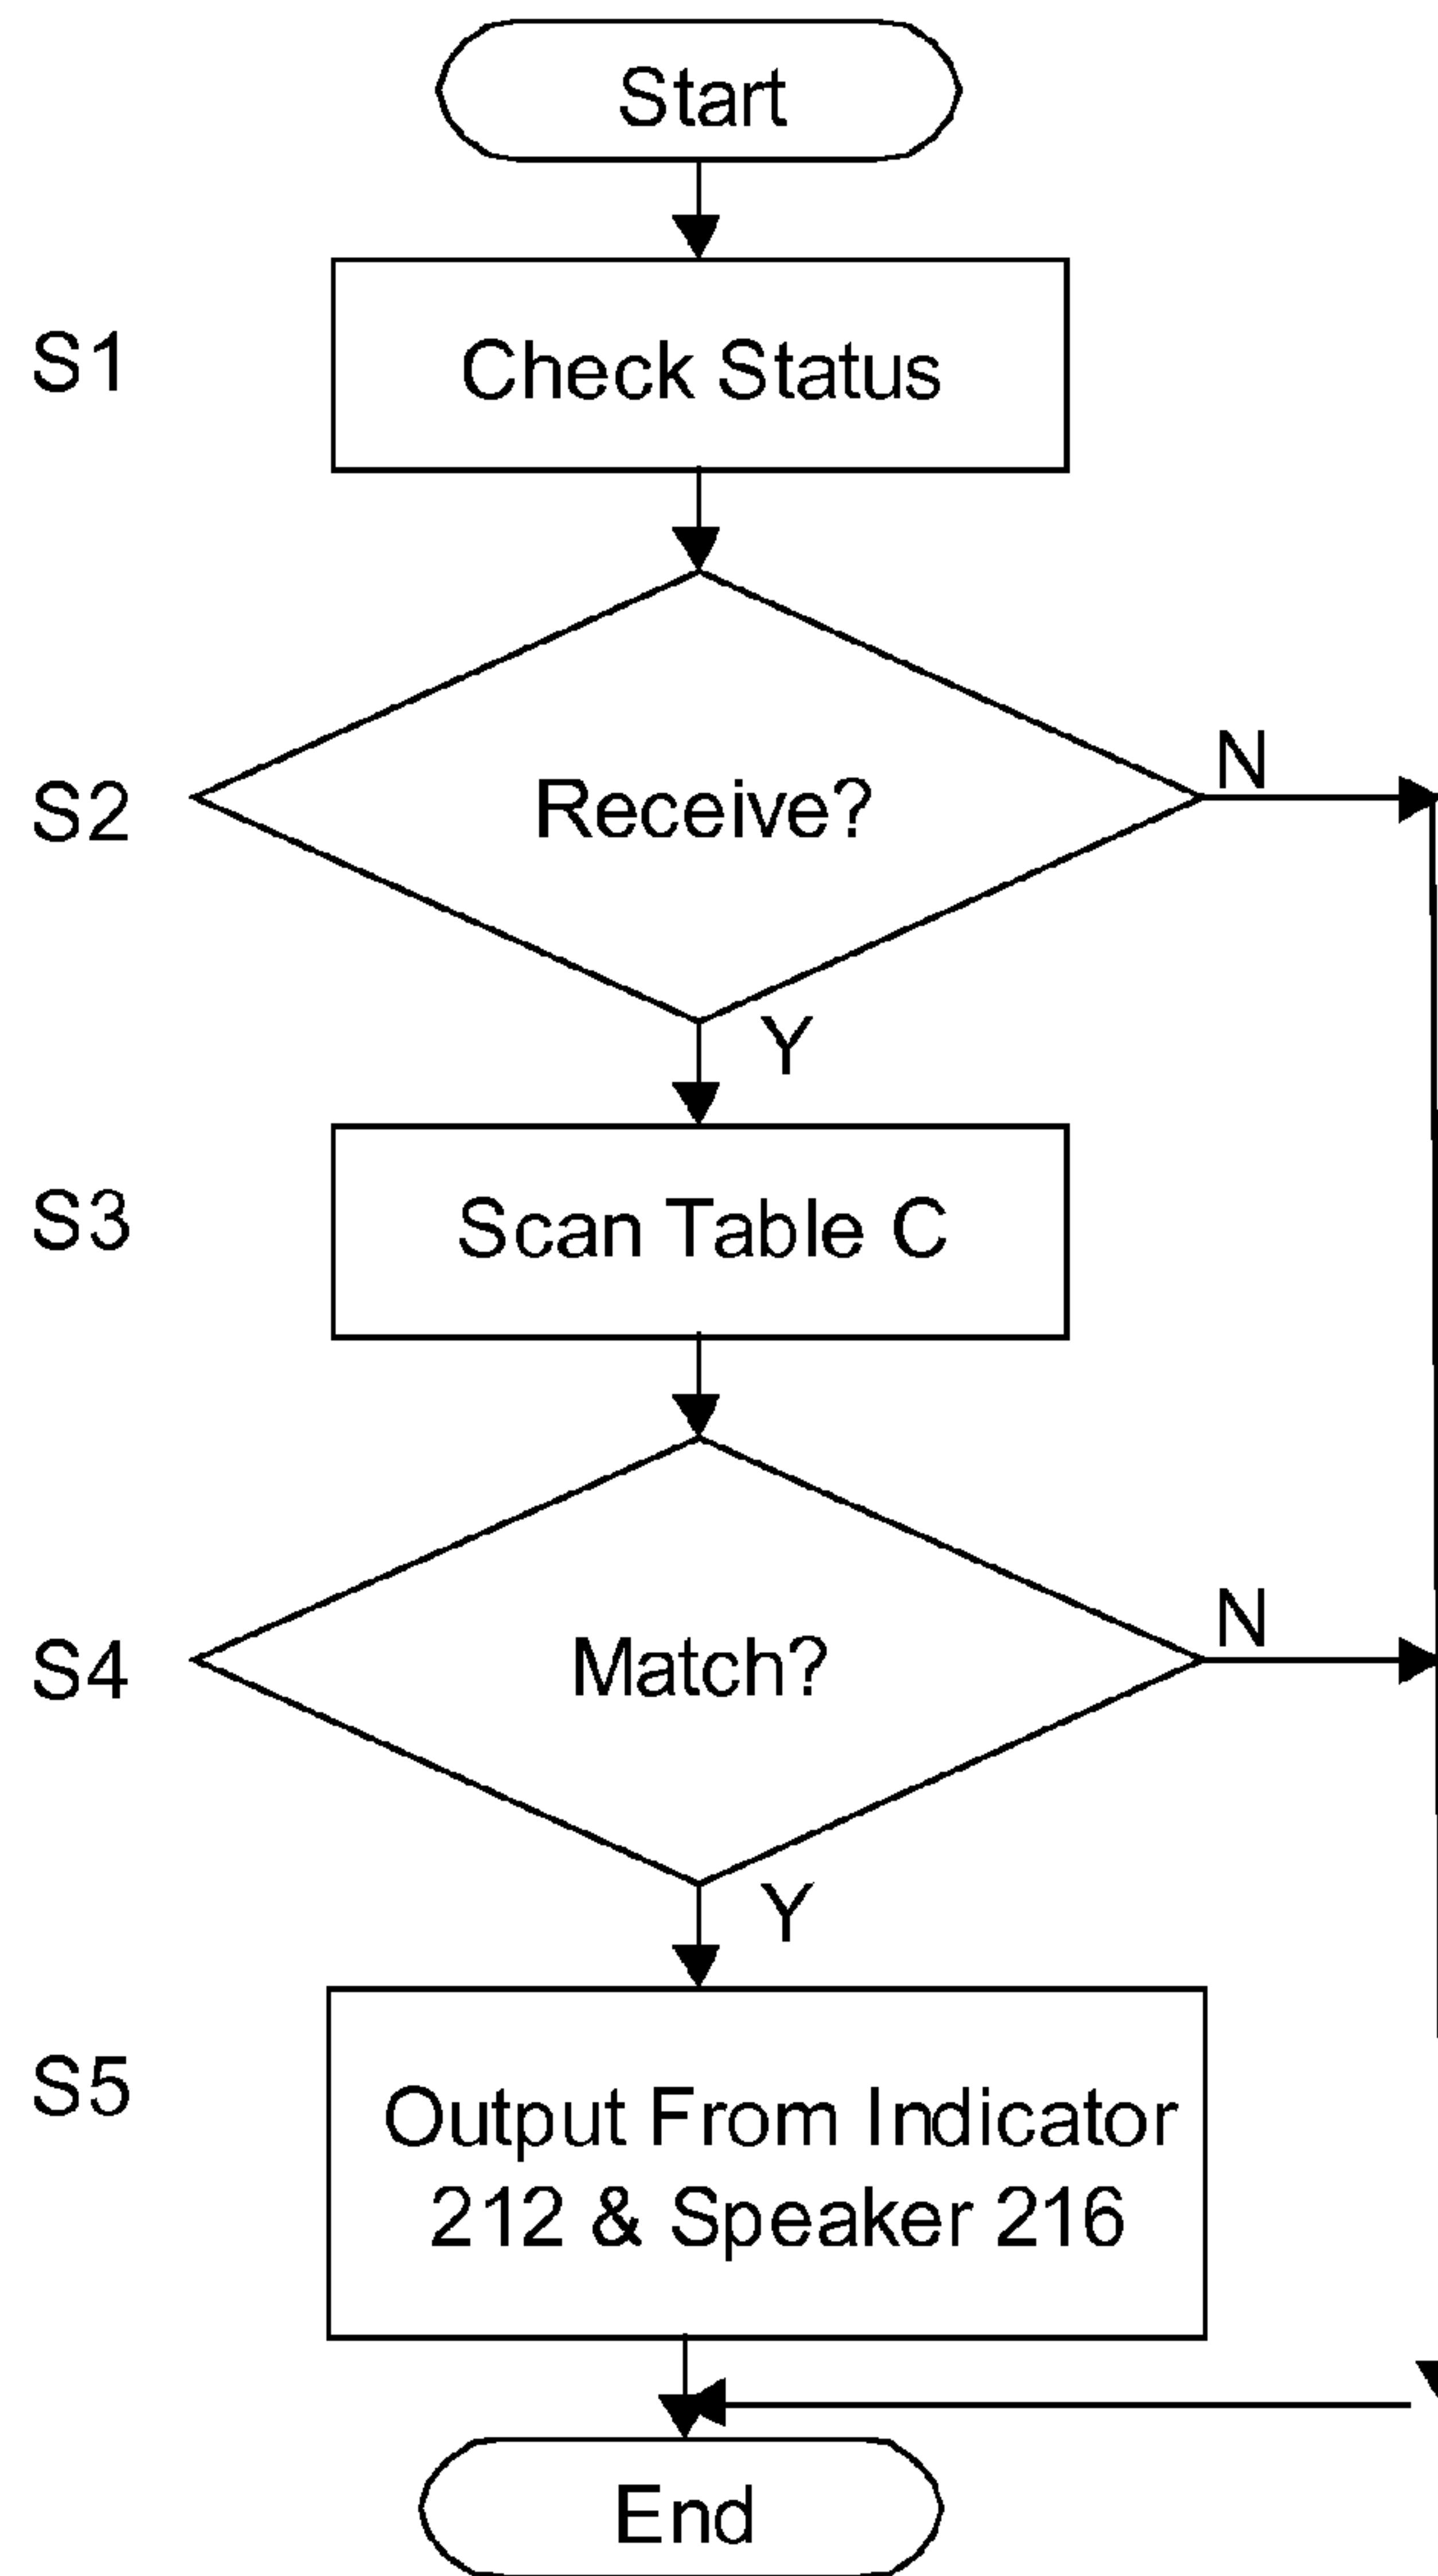 Start
S1
Check Status
S2
Receive?
N
Y
S3
Scan Table C
S4
Match?
N
Y
S5
Output From Indicator
212 & Speaker 216
End